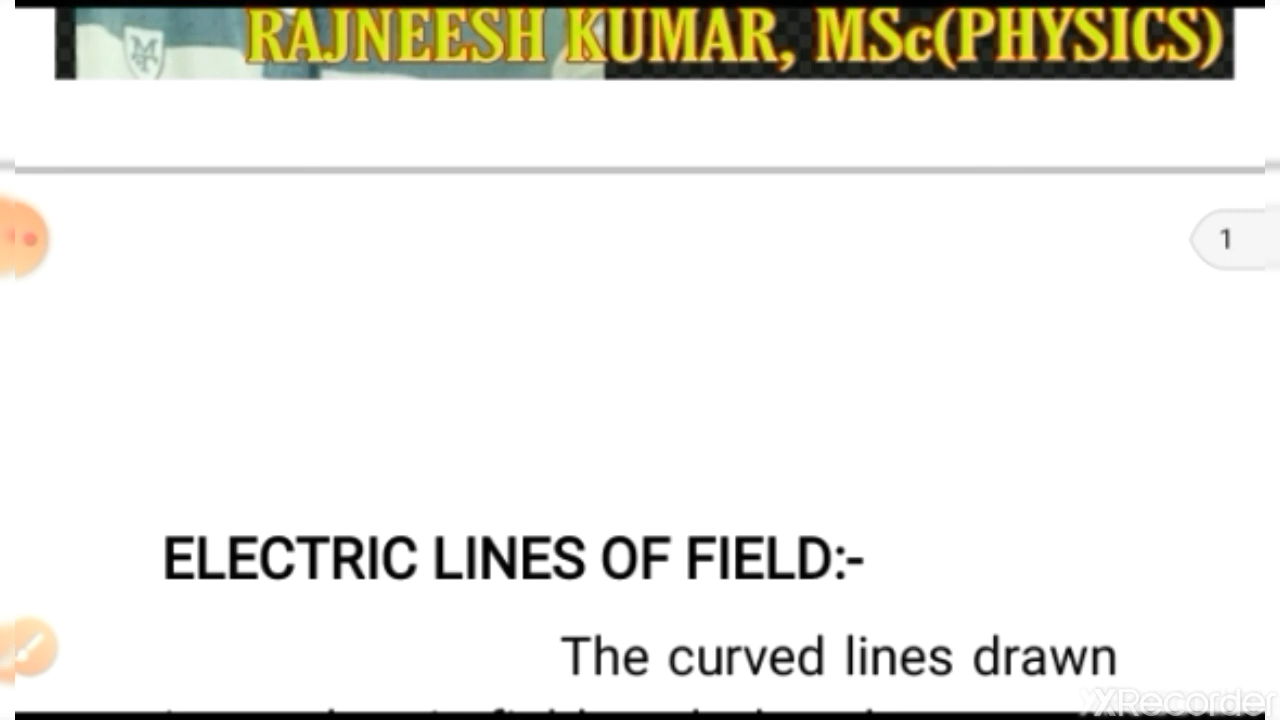 RAJNEESH KUMAR, MSc(PHYSICS)
1
ELECTRIC LINES OF FIELD:-
The curved lines drawn
XRecorder